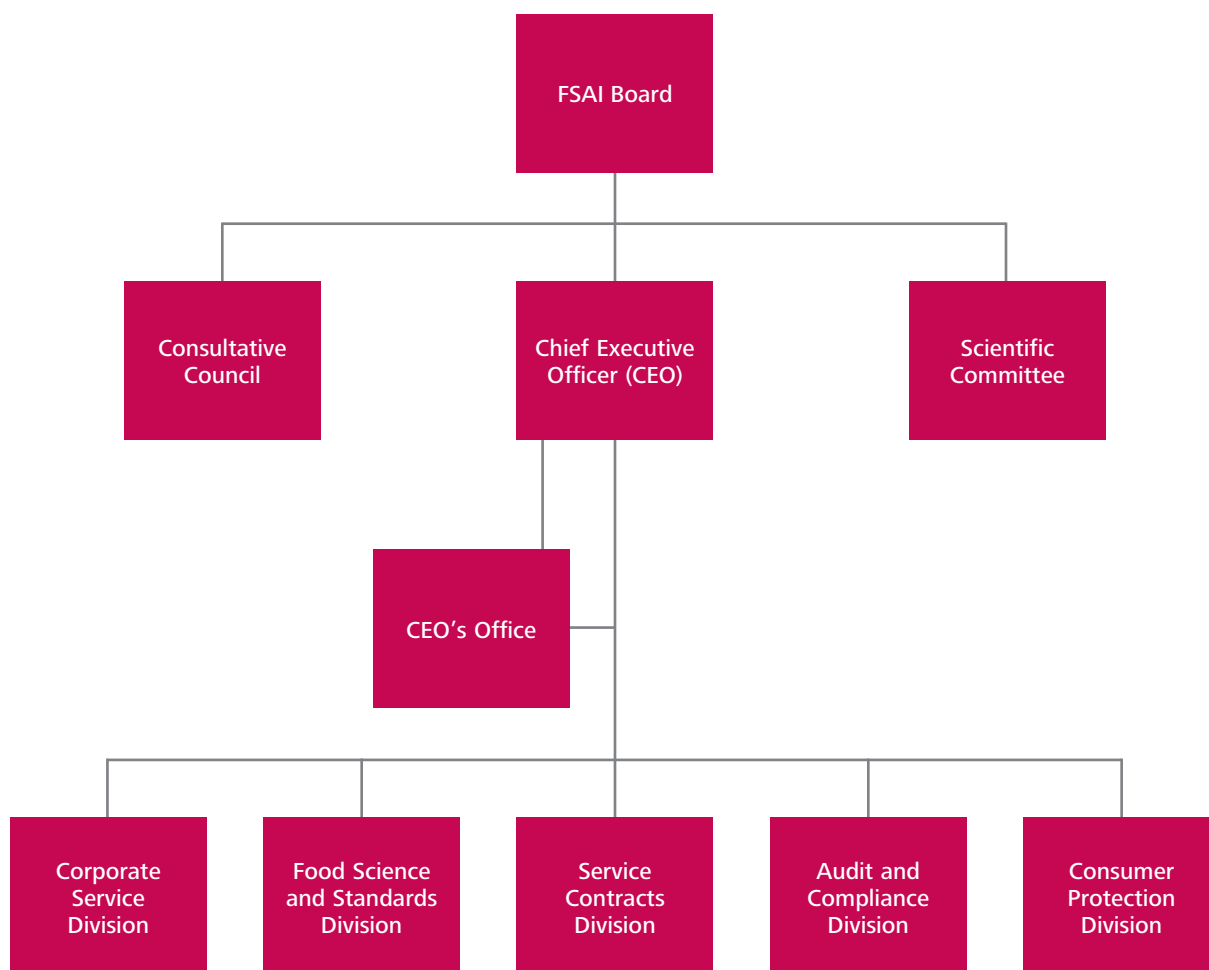 FSAI Board
Consultative
Council
Chief Executive
Officer (CEO)
Scientific
Committee
CEO’s Office
Corporate
Service
Division
Food Science
and Standards
Division
Service
Contracts
Division
Audit and
Compliance
Division
Consumer
Protection
Division